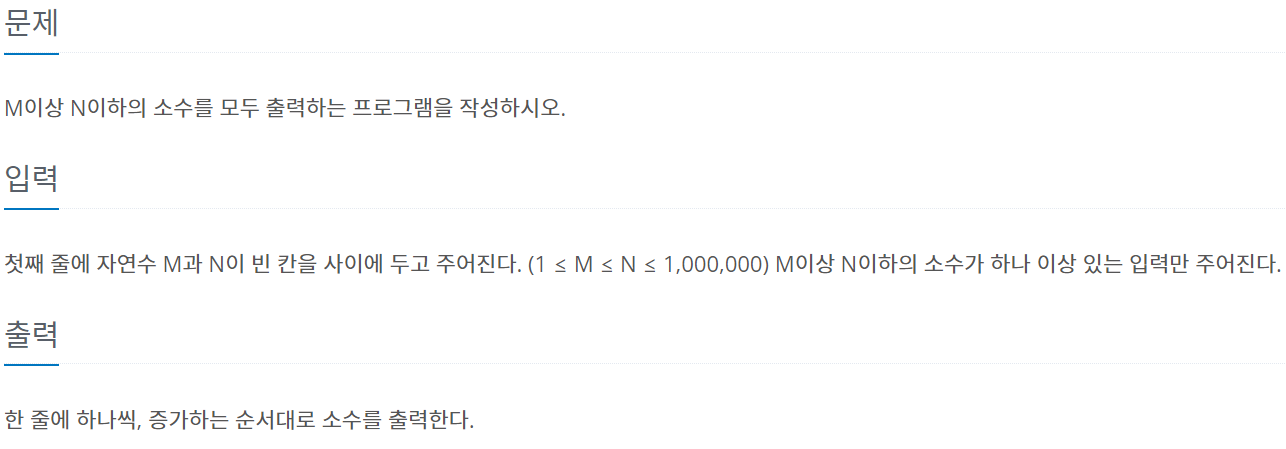 문제
M이상 N이하의 소수를 모두 출력하는 프로그램을 작성하시오.
입력
첫째 줄에 자연수 M과 N이 빈 칸을 사이에 두고 주어진다. (1 ≤ M ≤ N ≤ 1,000,000) M이상 N이하의 소수가 하나 이상 있는 입력만 주어진다.
출력
한 줄에 하나씩, 증가하는 순서대로 소수를 출력한다.